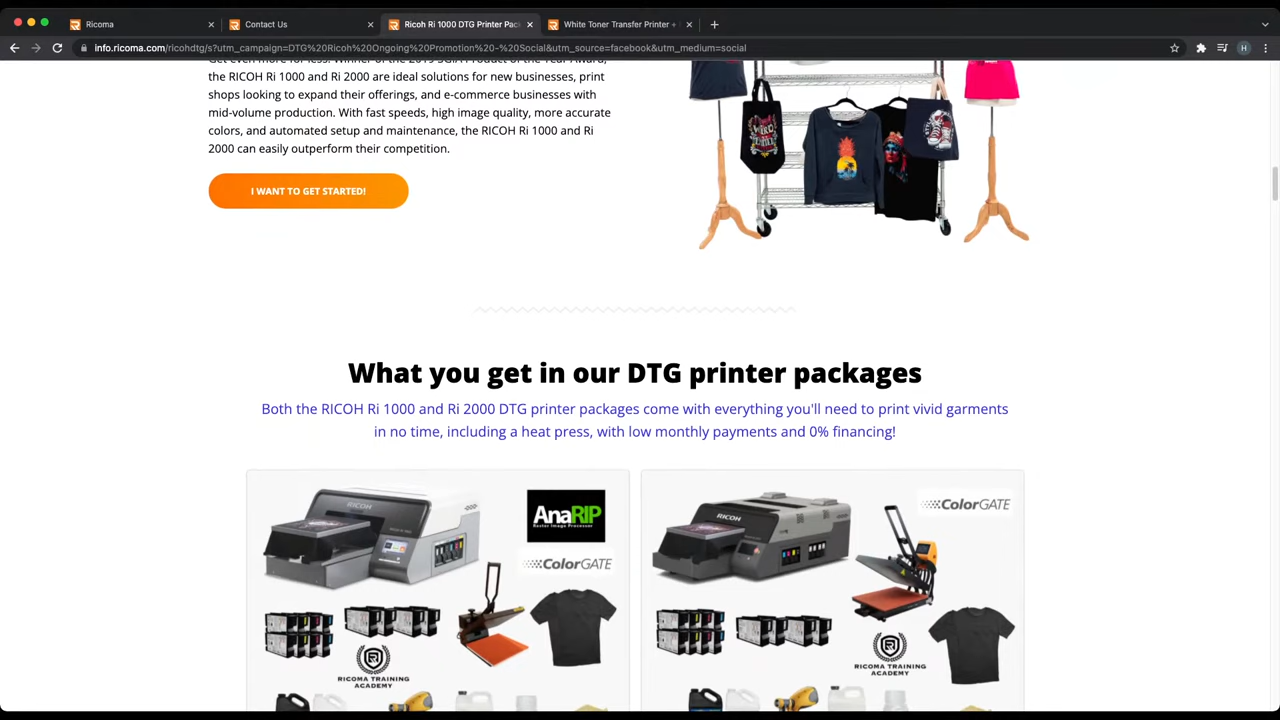 Ricoma
Contact Us
Ricoh Ri 1000 DTG Printer Pac
White Toner Transfer Printer +
info.ricoma.com/ricohdtg/s?utm_campaign=DTG%20Ricoh%20Ongoing%20Promotion%20-%20Social&utm_source=facebook&utm_medium=social
H
Get even more for less. Winner of the 2019 SGIA Product of the Year Award,
the RICOH Ri 1000 and Ri 2000 are ideal solutions for new businesses, print
shops looking to expand their offerings, and e-commerce businesses with
mid-volume production. With fast speeds, high image quality, more accurate
colors, and automated setup and maintenance, the RICOH Ri 1000 and Ri
2000 can easily outperform their competition.
I WANT TO GET STARTED!
What you get in our DTG printer packages
Both the RICOH Ri 1000 and Ri 2000 DTG printer packages come with everything you'll need to print vivid garments
in no time, including a heat press, with low monthly payments and 0% financing!
RICOH
AnaRIP
Raster Image Processor
ColorGATE
RICOMA TRAINING
ACADEMY
RICOH
ColorGATE
RICOMA TRAINING
ACADEMY